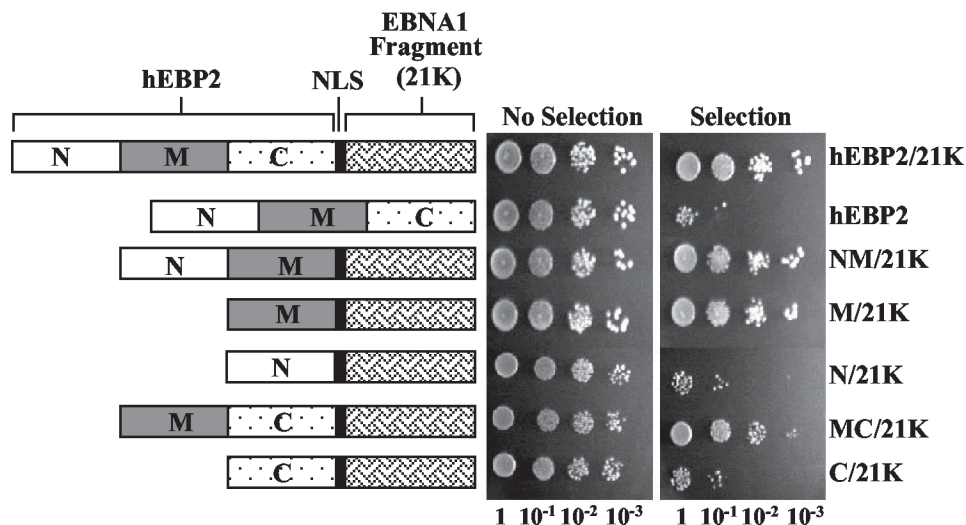 EBNA1
Fragment
(21K)
hEBP2
NLS
No Selection
Selection
N M C
hEBP2/21K
N M C
hEBP2
N M
NM/21K
M
M/21K
N
N/21K
M C
MC/21K
C
C/21K
1 10⁻¹ 10⁻² 10⁻³
1 10⁻¹ 10⁻² 10⁻³